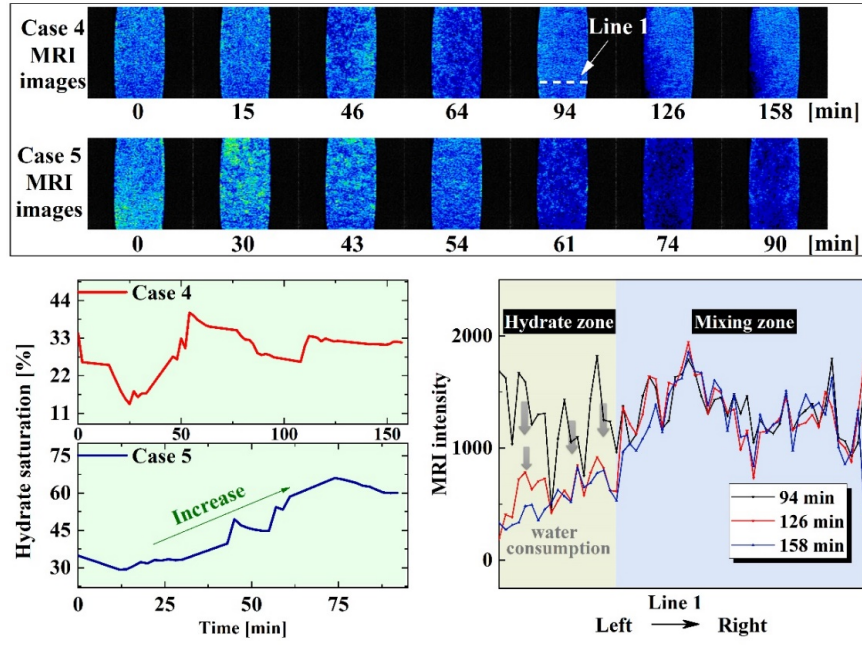 Case 4
MRI
images
Line 1
0 15 46 64 94 126 158 [min]
Case 5
MRI
images
0 30 43 54 61 74 90 [min]
Hydrate saturation [%]
Case 4
44
33
22
11
0 50 100 150
Case 5
75
60
45
30
Increase
0 25 50 75
Time [min]
MRI intensity
2000
1000
0
Hydrate zone
Mixing zone
water
consumption
94 min
126 min
158 min
Line 1
Left Right